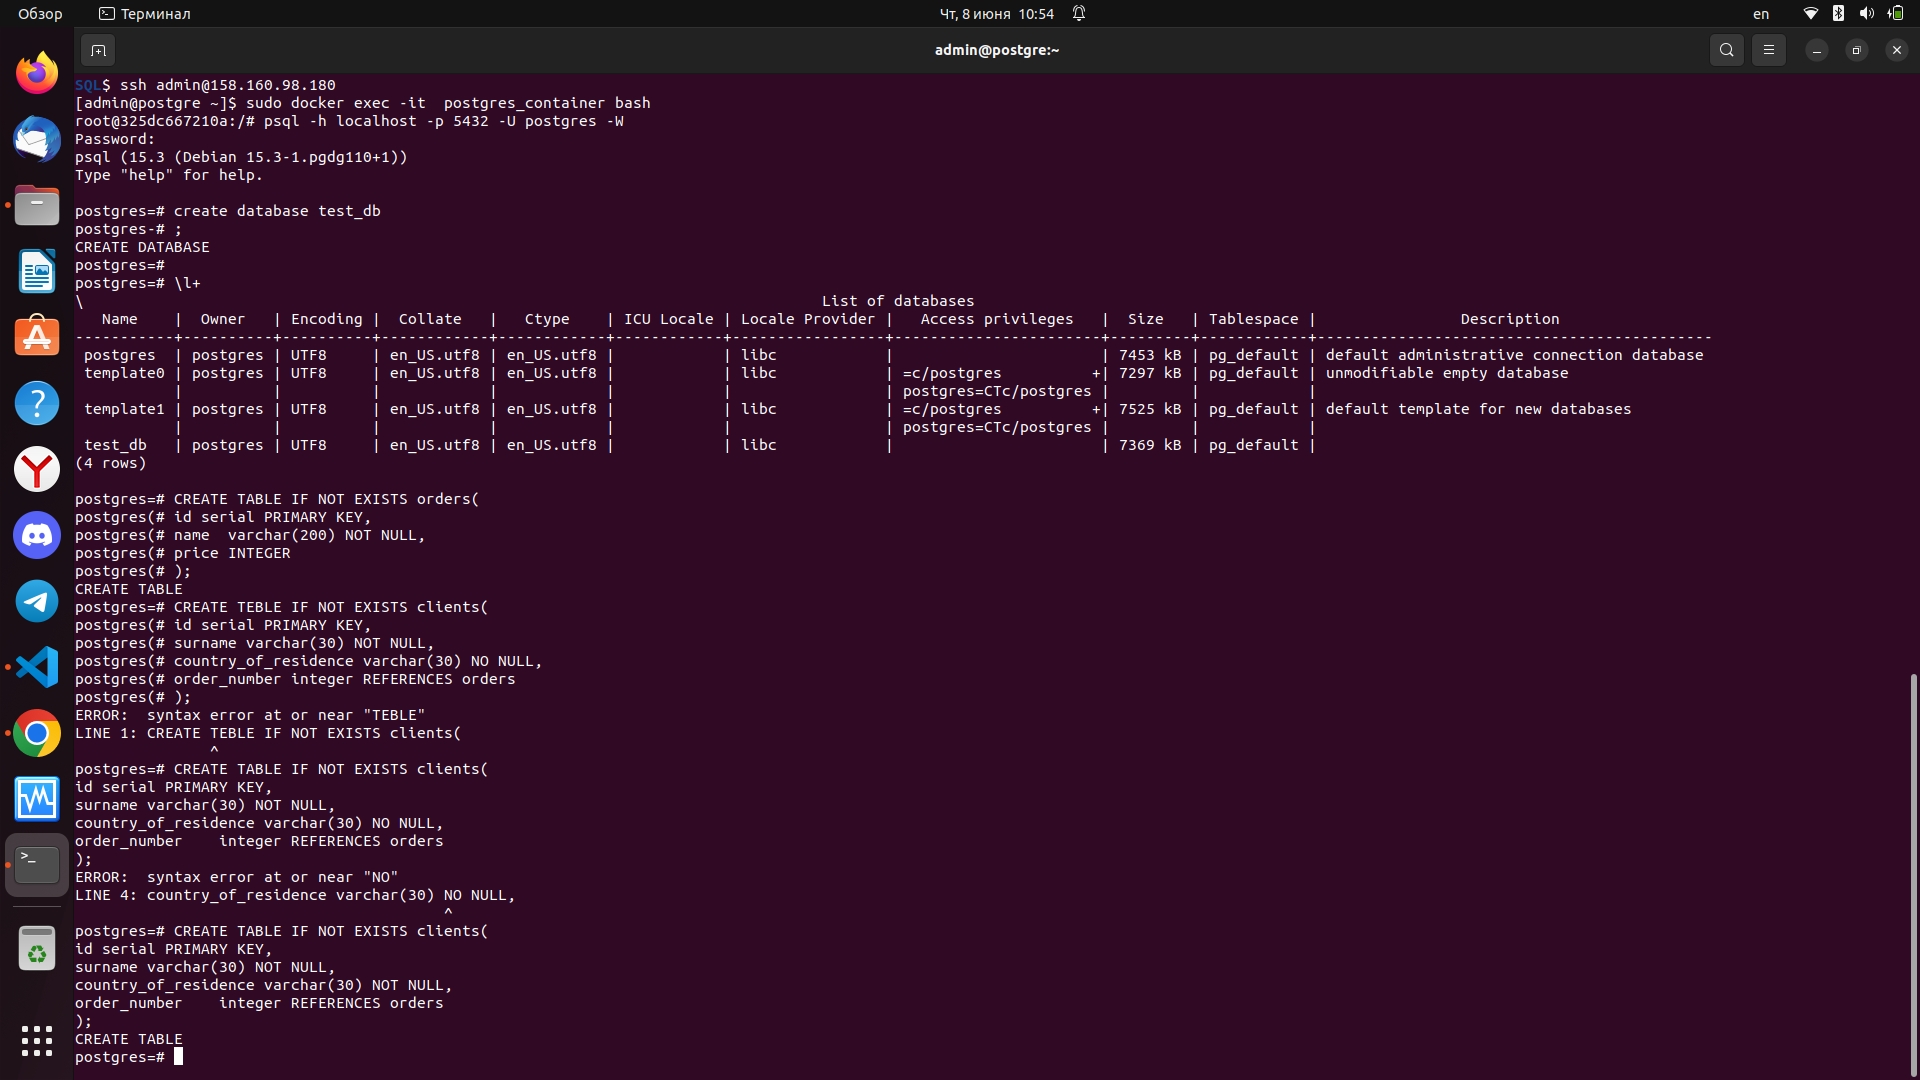 Обзор
Терминал
Чт, 8 июня 10:54
en
admin@postgre:~
SQL$ ssh admin@158.160.98.180
[admin@postgre ~]$ sudo docker exec -it  postgres_container bash
root@325dc667210a:/# psql -h localhost -p 5432 -U postgres -W
Password:
psql (15.3 (Debian 15.3-1.pgdg110+1))
Type "help" for help.
postgres=# create database test_db
postgres-# ;
CREATE DATABASE
postgres=#
postgres=# \l+
\                                                                                  List of databases
   Name    |  Owner   | Encoding |  Collate   |   Ctype    | ICU Locale | Locale Provider |   Access privileges   |  Size   | Tablespace |                Description
-----------+----------+----------+------------+------------+------------+-----------------+-----------------------+---------+------------+--------------------------------------------
 postgres  | postgres | UTF8     | en_US.utf8 | en_US.utf8 |            | libc            |                       | 7453 kB | pg_default | default administrative connection database
 template0 | postgres | UTF8     | en_US.utf8 | en_US.utf8 |            | libc            | =c/postgres          +| 7297 kB | pg_default | unmodifiable empty database
           |          |          |            |            |            |                 | postgres=CTc/postgres |         |            |
 template1 | postgres | UTF8     | en_US.utf8 | en_US.utf8 |            | libc            | =c/postgres          +| 7525 kB | pg_default | default template for new databases
           |          |          |            |            |            |                 | postgres=CTc/postgres |         |            |
 test_db   | postgres | UTF8     | en_US.utf8 | en_US.utf8 |            | libc            |                       | 7369 kB | pg_default |
(4 rows)
postgres=# CREATE TABLE IF NOT EXISTS orders(
postgres(# id serial PRIMARY KEY,
postgres(# name  varchar(200) NOT NULL,
postgres(# price INTEGER
postgres(# );
CREATE TABLE
postgres=# CREATE TEBLE IF NOT EXISTS clients(
postgres(# id serial PRIMARY KEY,
postgres(# surname varchar(30) NOT NULL,
postgres(# country_of_residence varchar(30) NO NULL,
postgres(# order_number integer REFERENCES orders
postgres(# );
ERROR:  syntax error at or near "TEBLE"
LINE 1: CREATE TEBLE IF NOT EXISTS clients(
               ^
postgres=# CREATE TABLE IF NOT EXISTS clients(
id serial PRIMARY KEY,
surname varchar(30) NOT NULL,
country_of_residence varchar(30) NO NULL,
order_number    integer REFERENCES orders
);
ERROR:  syntax error at or near "NO"
LINE 4: country_of_residence varchar(30) NO NULL,
                                         ^
postgres=# CREATE TABLE IF NOT EXISTS clients(
id serial PRIMARY KEY,
surname varchar(30) NOT NULL,
country_of_residence varchar(30) NOT NULL,
order_number    integer REFERENCES orders
);
CREATE TABLE
postgres=#